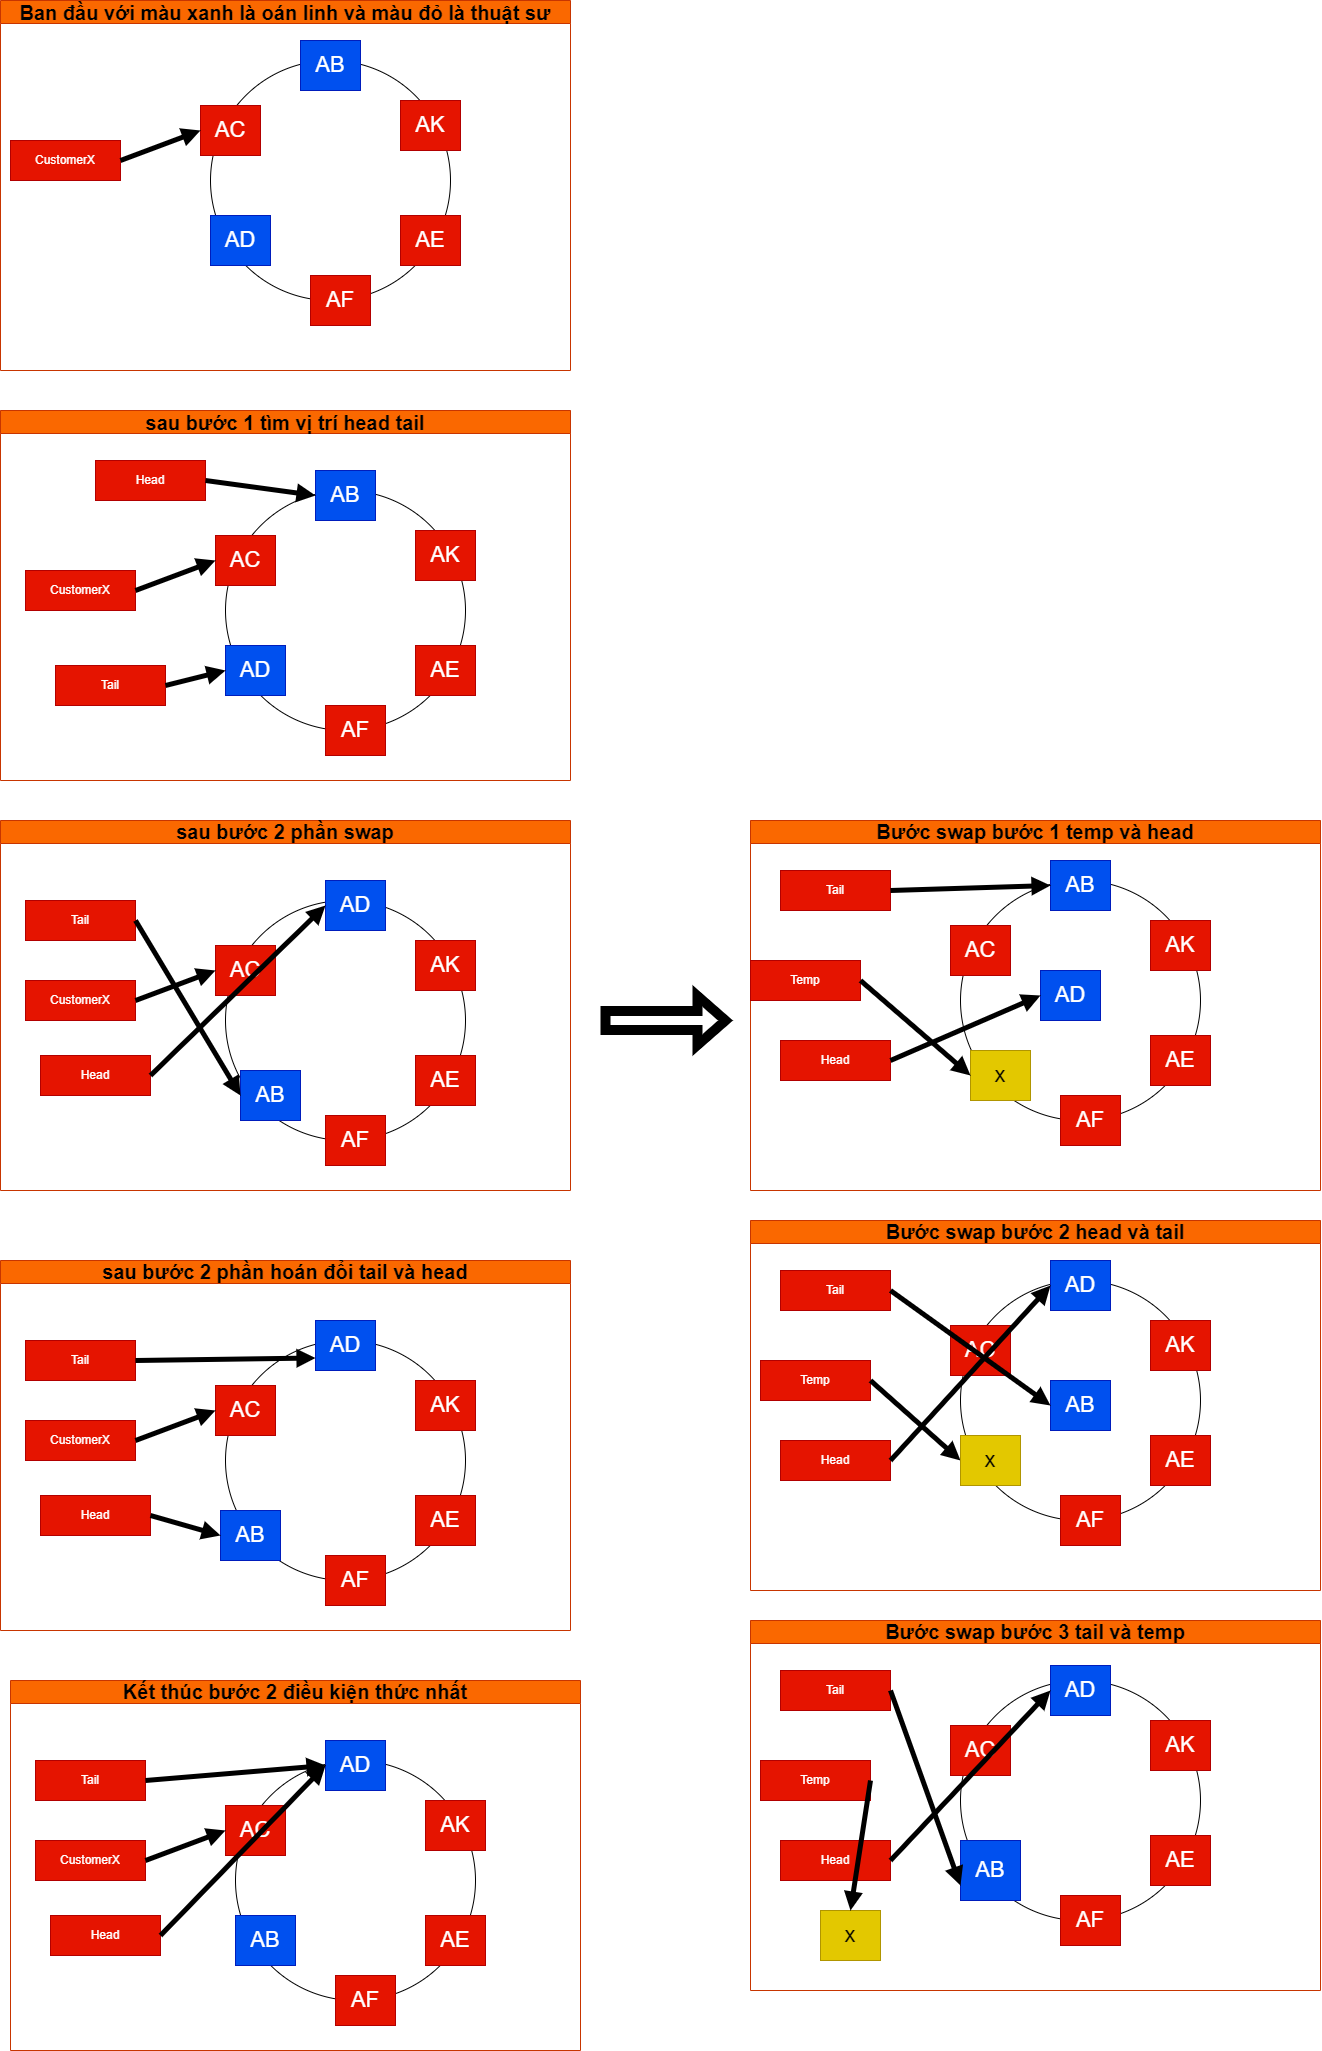 Ban đầu với màu xanh là oán linh và màu đỏ là thuật sư
AB
AC
AK
CustomerX
AD
AE
AF
sau bước 1 tìm vị trí head tail
Head
AB
AC
AK
CustomerX
Tail
AD
AE
AF
sau bước 2 phần swap
Tail
AD
AC
AK
CustomerX
Head
AB
AE
AF
Bước swap bước 1 temp và head
Tail
AB
AC
AK
Temp
AD
Head
X
AE
AF
Bước swap bước 2 head và tail
Tail
AD
AC
AK
Temp
AB
Head
X
AE
AF
sau bước 2 phần hoán đổi tail và head
Tail
AD
AC
AK
CustomerX
Head
AB
AE
AF
Bước swap bước 3 tail và temp
Tail
AD
AC
AK
Temp
Head
AB
AE
X
AF
Kết thúc bước 2 điều kiện thức nhất
Tail
AD
AC
AK
CustomerX
Head
AB
AE
AF